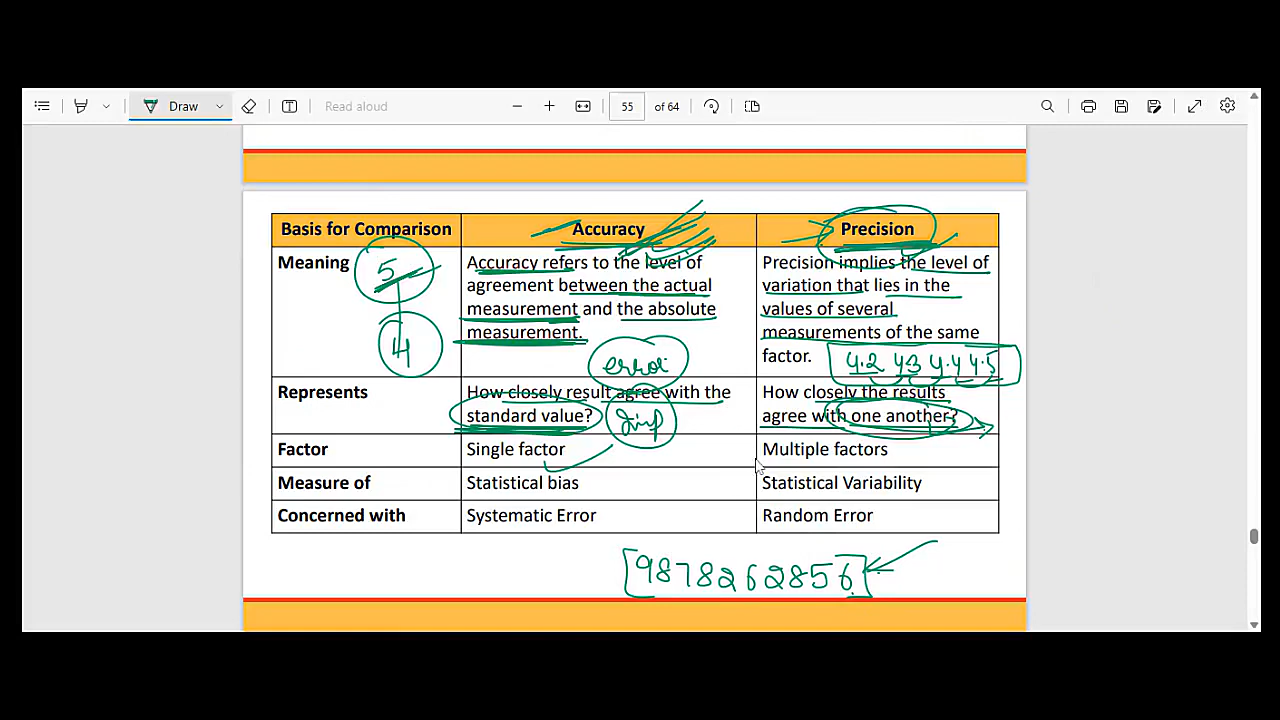 Draw
Read aloud
55 of 64
Basis for Comparison Accuracy Precision
Meaning 5 4 Accuracy refers to the level of
agreement between the actual
measurement and the absolute
measurement.
error
Precision implies the level of
variation that lies in the
values of several
measurements of the same
factor. 4.2 43 4.4 4.5
Represents How closely result agree with the
standard value?
How closely the results
agree with one another?
Factor Single factor Multiple factors
Measure of Statistical bias Statistical Variability
Concerned with Systematic Error Random Error
[9878262856]